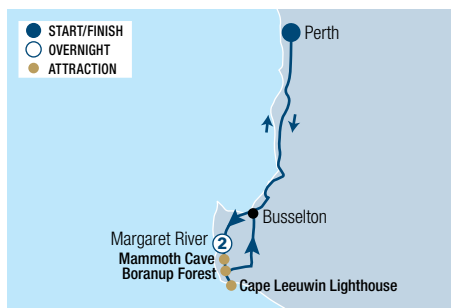 START/FINISH
OVERNIGHT
ATTRACTION
Perth
Busselton
Margaret River
2
Mammoth Cave
Boranup Forest
Cape Leeuwin Lighthouse